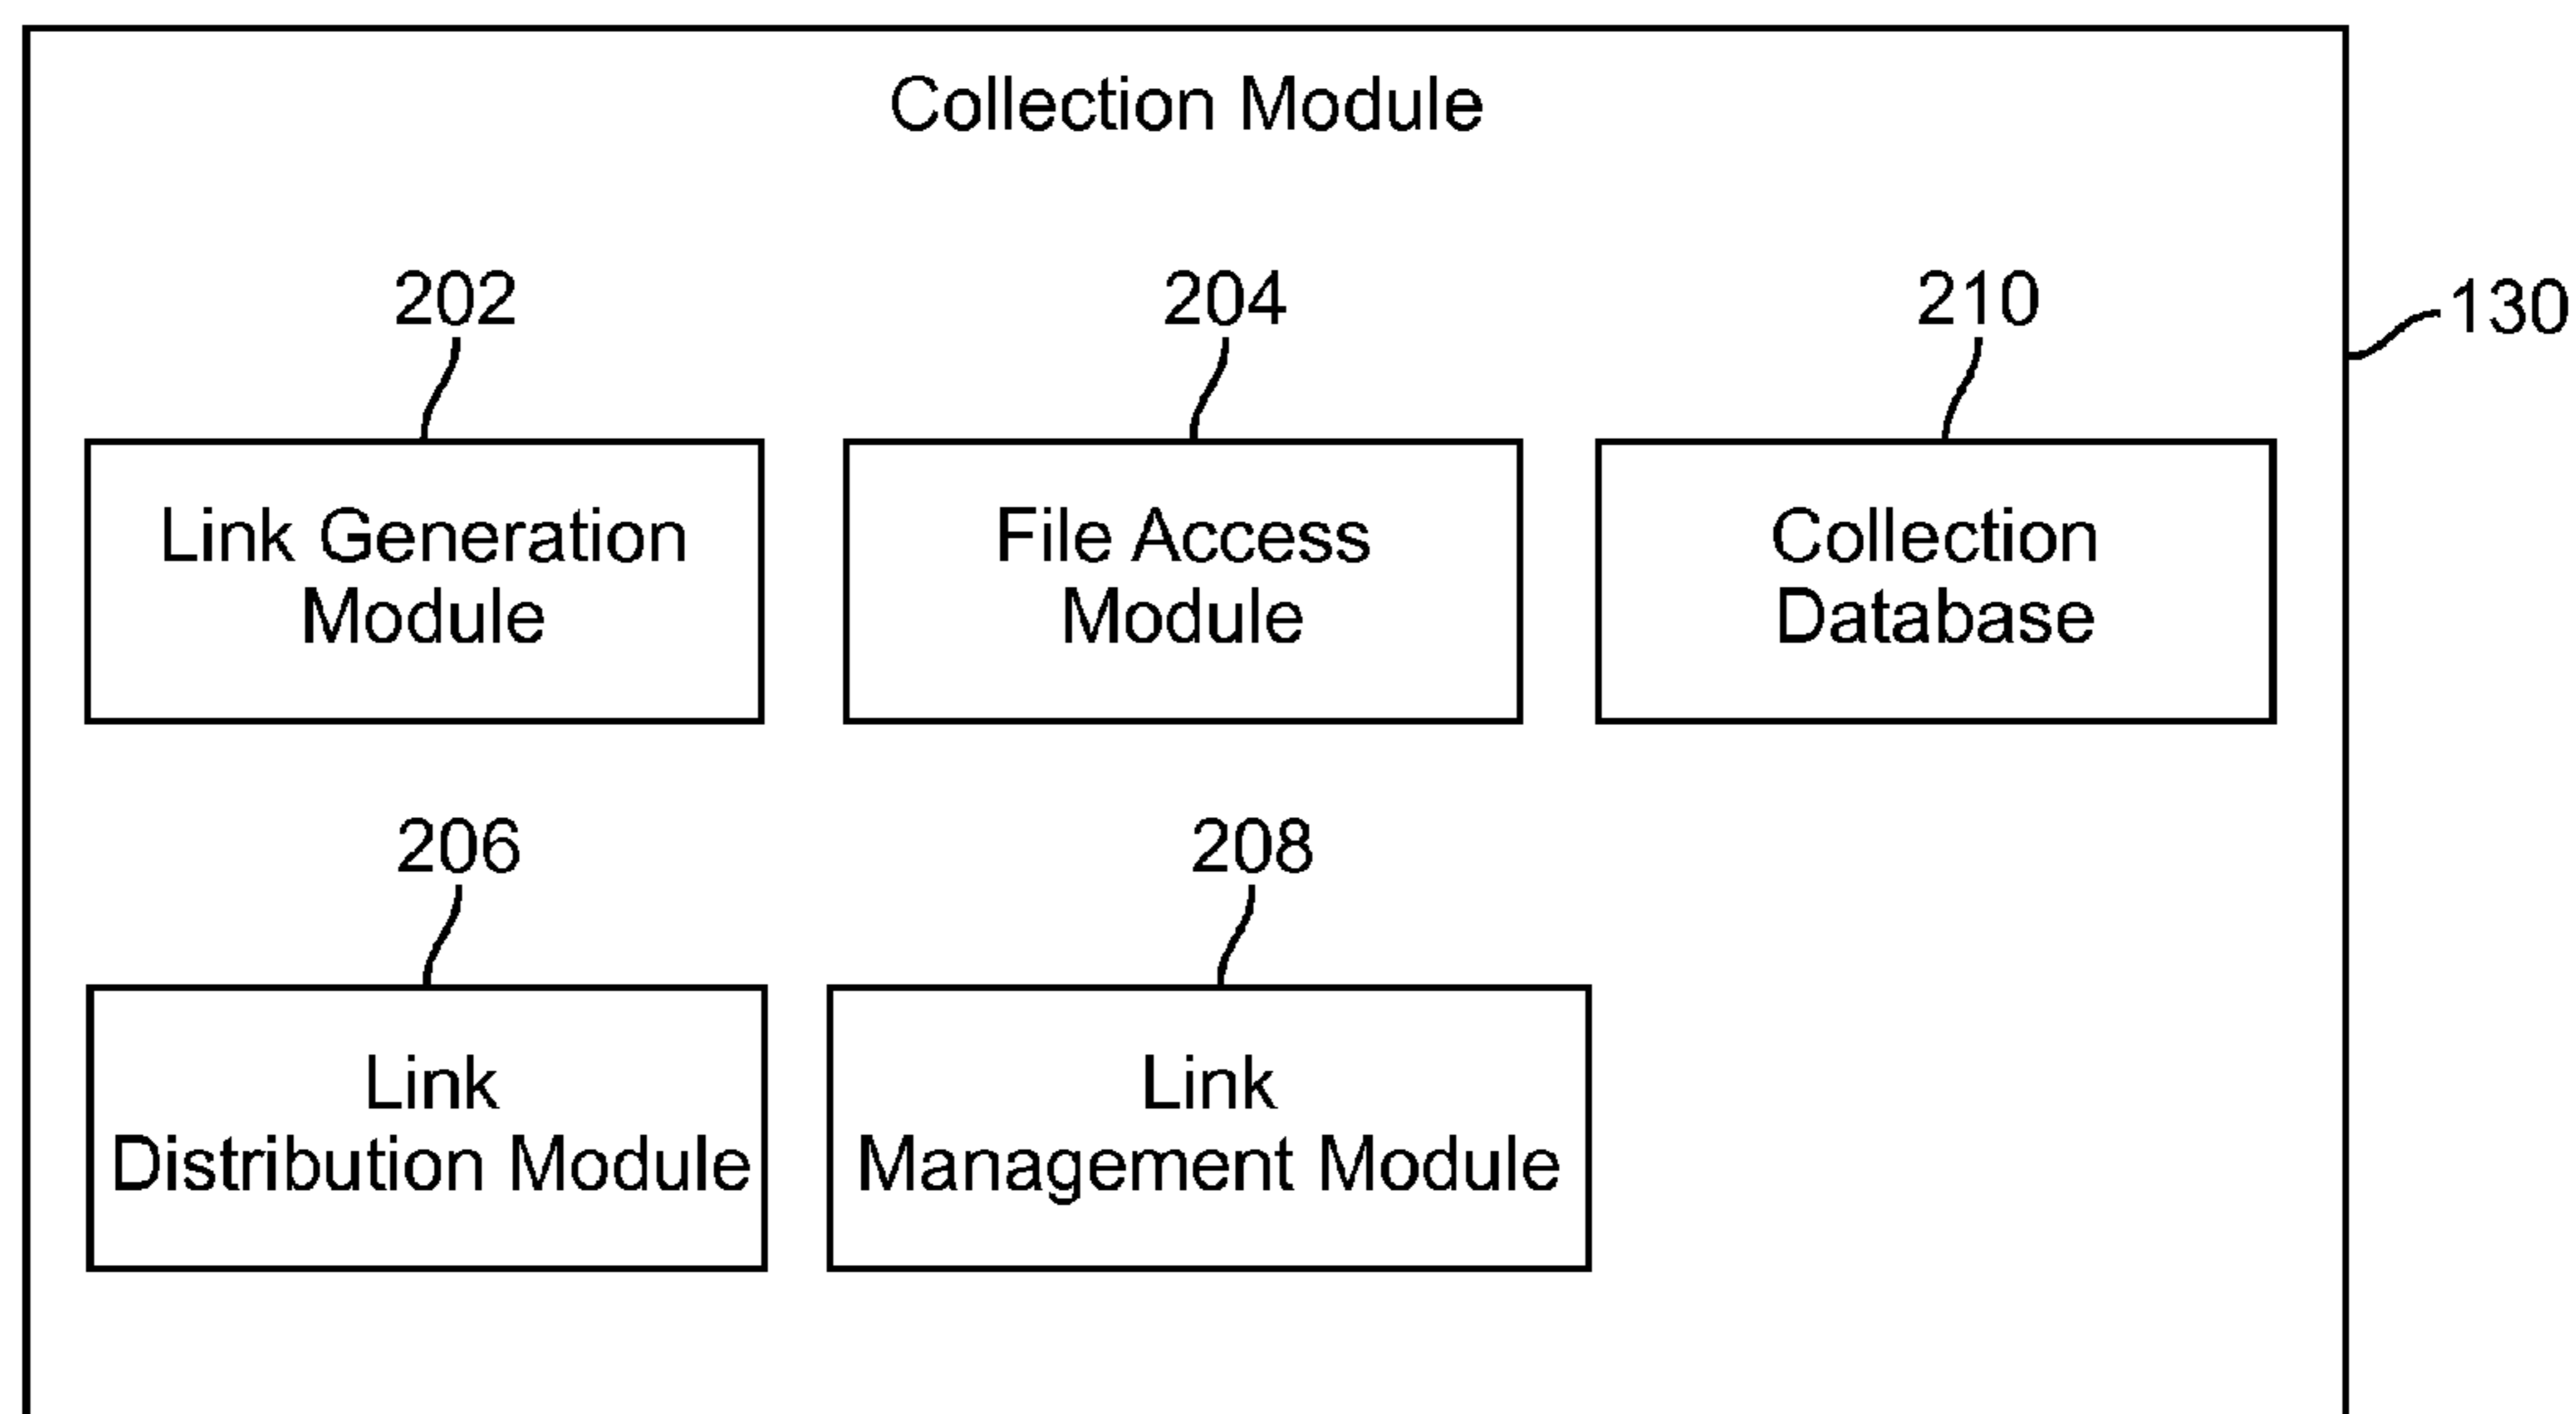 Collection Module
202
204
210
130
Link Generation
Module
File Access
Module
Collection
Database
206
208
Link
Distribution Module
Link
Management Module